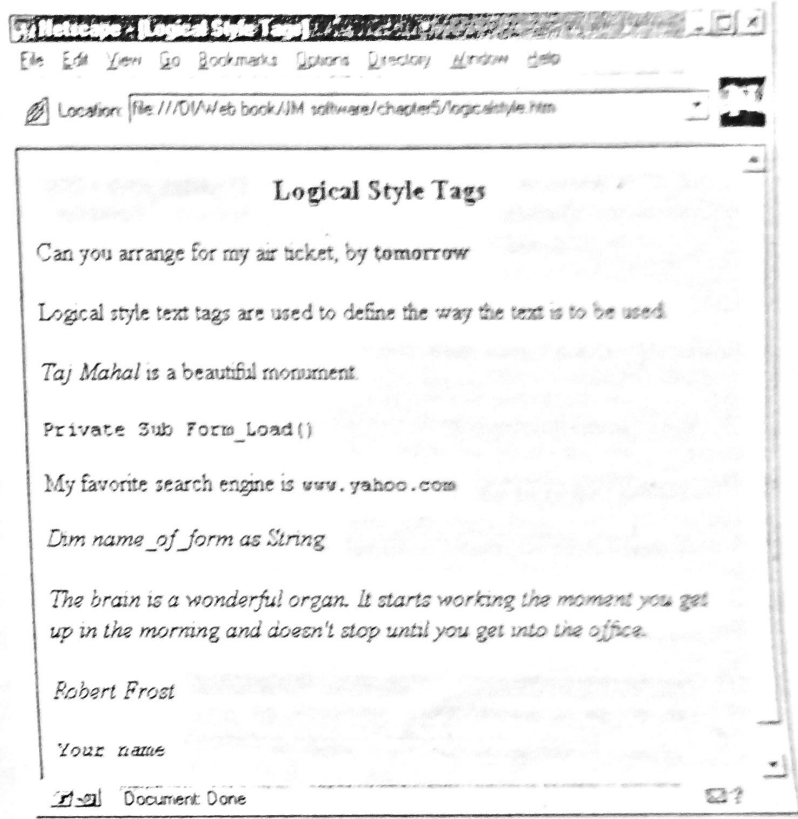 Netscape - [Logical Style Tags]
File Edit View Go Bookmarks Options Directory Window Help
Location: file:///D|/Web book/JM software/chapter5/logicalstyle.htm
Logical Style Tags
Can you arrange for my air ticket, by tomorrow
Logical style text tags are used to define the way the text is to be used.
Taj Mahal is a beautiful monument.
Private Sub Form_Load()
My favorite search engine is www.yahoo.com
Dim name_of_form as String
The brain is a wonderful organ. It starts working the moment you get
up in the morning and doesn't stop until you get into the office.
Robert Frost
Your name
Document: Done